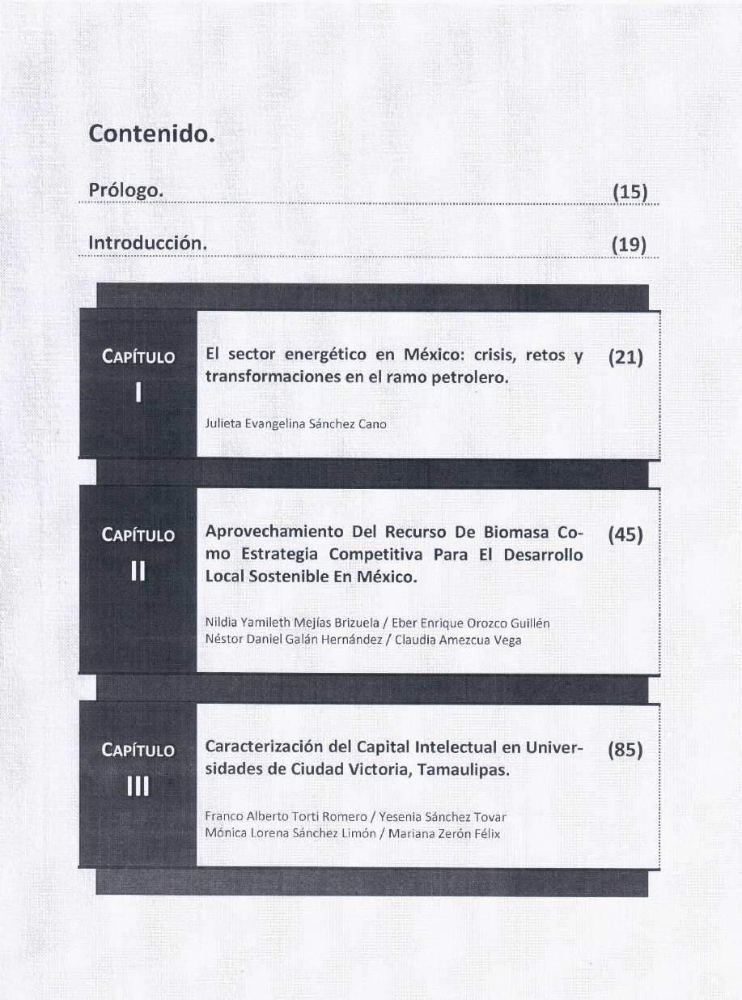 Contenido.
Prólogo. (15)
Introducción. (19)
CAPÍTULO
I
El sector energético en México: crisis, retos y (21)
transformaciones en el ramo petrolero.
Julieta Evangelina Sánchez Cano
CAPÍTULO
II
Aprovechamiento Del Recurso De Biomasa Co- (45)
mo Estrategia Competitiva Para El Desarrollo
Local Sostenible En México.
Nildia Yamileth Mejías Brizuela / Eber Enrique Orozco Guillén
Néstor Daniel Galán Hernández / Claudia Amezcua Vega
CAPÍTULO
III
Caracterización del Capital Intelectual en Univer- (85)
sidades de Ciudad Victoria, Tamaulipas.
Franco Alberto Torti Romero / Yesenia Sánchez Tovar
Mónica Lorena Sánchez Limón / Mariana Zerón Félix